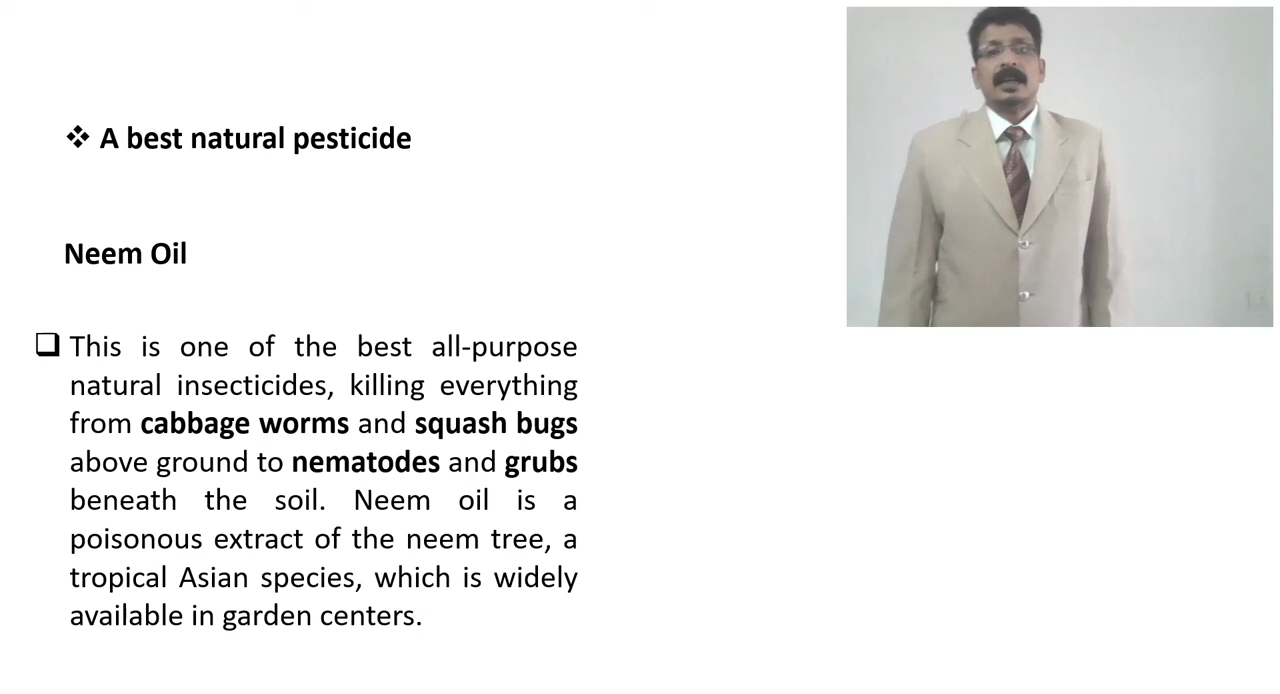 ❖ A best natural pesticide
Neem Oil
❑ This is one of the best all-purpose
natural insecticides, killing everything
from cabbage worms and squash bugs
above ground to nematodes and grubs
beneath the soil. Neem oil is a
poisonous extract of the neem tree, a
tropical Asian species, which is widely
available in garden centers.